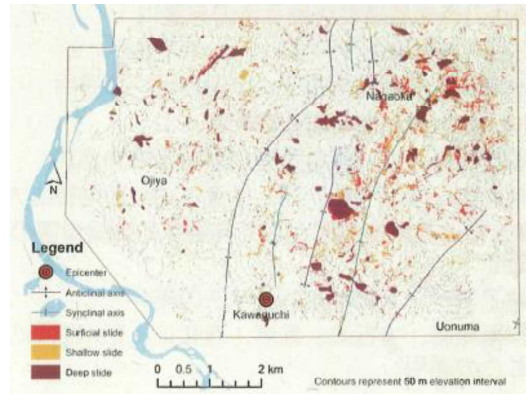 Nagaoka
Ojiya
N
Legend
Epicenter
Anticlinal axis
Synclinal axis
Surficial slide
Shallow slide
Deep slide
Kawaguchi
Uonuma
0 0.5 1 2 km
Contours represent 50 m elevation interval